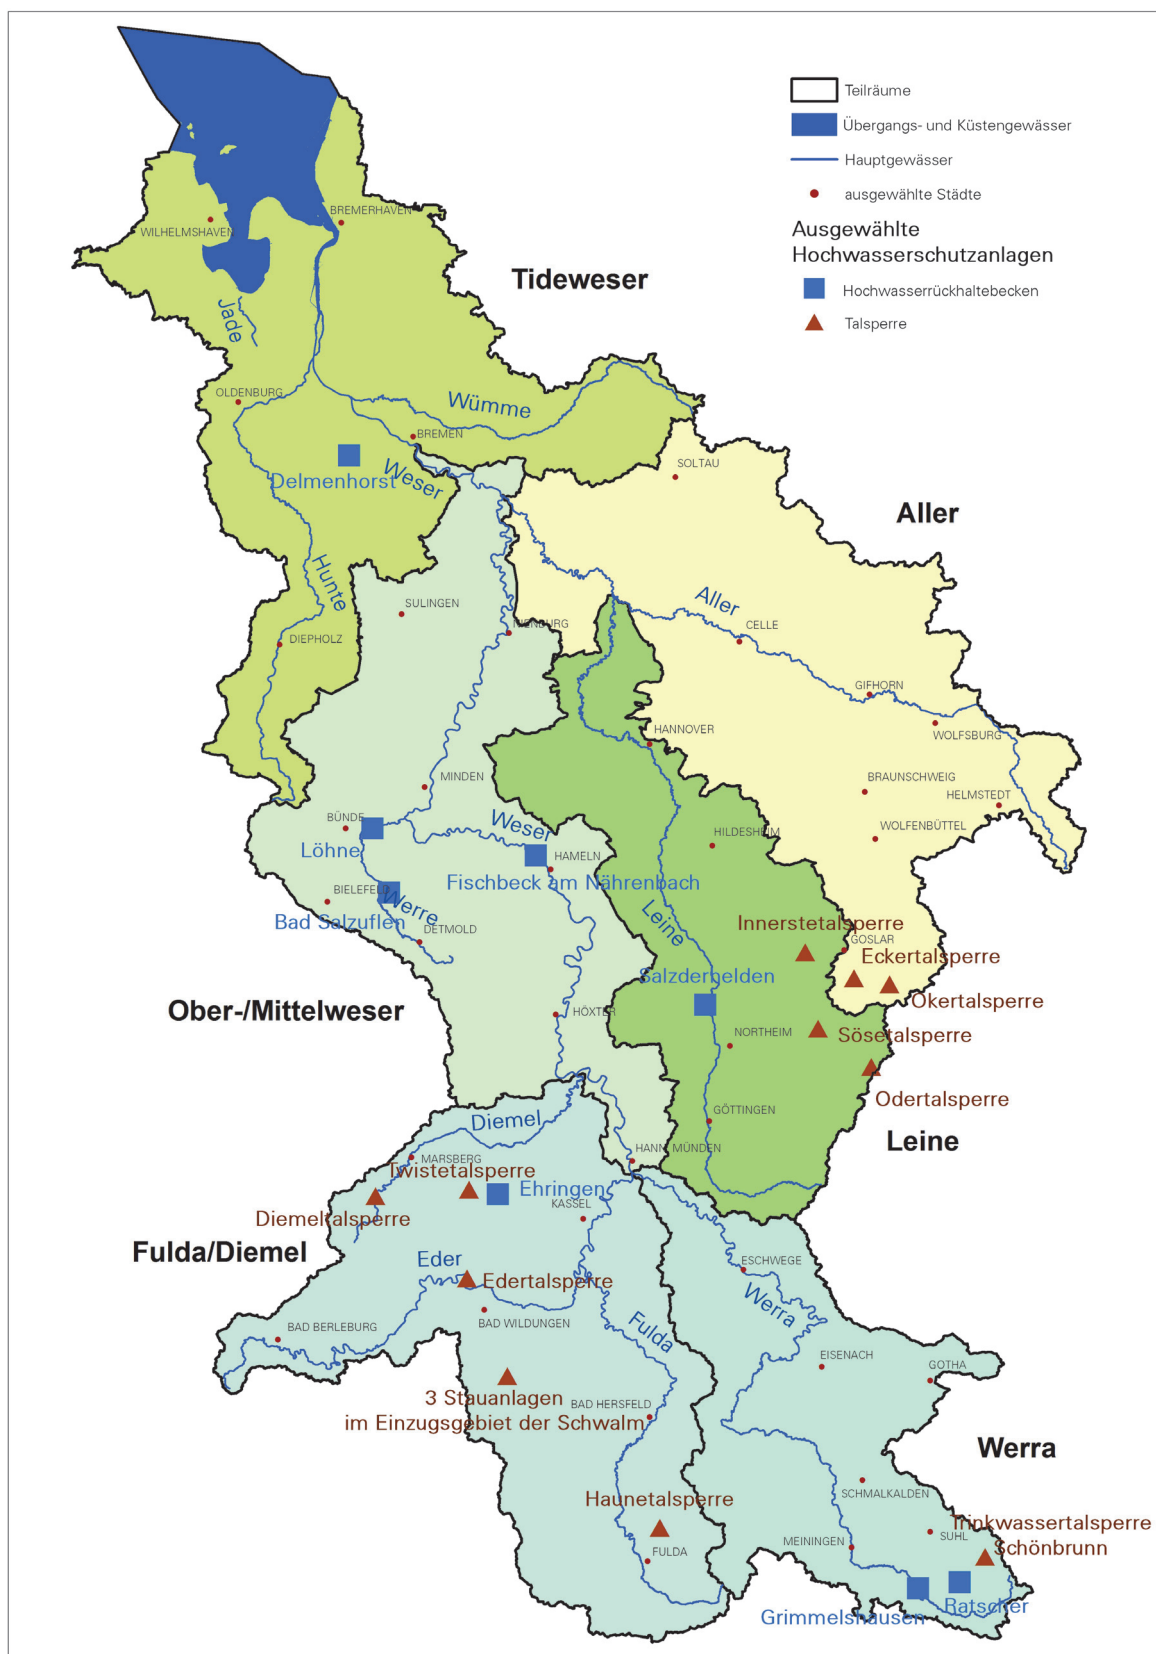 Teilräume
Übergangs- und Küstengewässer
Hauptgewässer
ausgewählte Städte
Ausgewählte
Hochwasserschutzanlagen
Hochwasserrückhaltebecken
Talsperre
BREMERHAVEN
WILHELMSHAVEN
Tideweser
Jade
OLDENBURG
Wümme
BREMEN
Weser
Delmenhorst
SOLTAU
Aller
Hunte
SULINGEN
Aller
CELLE
NIENBURG
DIEPHOLZ
GIFHORN
HANNOVER
WOLFSBURG
MINDEN
BRAUNSCHWEIG
HELMSTEDT
BÜNDE
Weser
HILDESHEIM
WOLFENBÜTTEL
Löhne
HAMELN
Fischbeck am Nährenbach
BIELEFELD
Werre
Bad Salzuflen
DETMOLD
Leine
Innerstetalsperre
GOSLAR
Eckertalsperre
Salzderhelden
Okertalsperre
Ober-/Mittelweser
HÖXTER
NORTHEIM
Sösetalsperre
Odertalsperre
GÖTTINGEN
Diemel
Leine
HANN. MÜNDEN
MARSBERG
Twistetalsperre
Ehringen
KASSEL
Diemeltalsperre
Fulda/Diemel
Eder
ESCHWEGE
Edertalsperre
Werra
BAD WILDUNGEN
Fulda
BAD BERLEBURG
EISENACH
GOTHA
3 Stauanlagen
im Einzugsgebiet der Schwalm
BAD HERSFELD
Werra
SCHMALKALDEN
Haunetalsperre
Trinkwassertalsperre
Schönbrunn
SUHL
MEININGEN
FULDA
Ratscher
Grimmelshausen